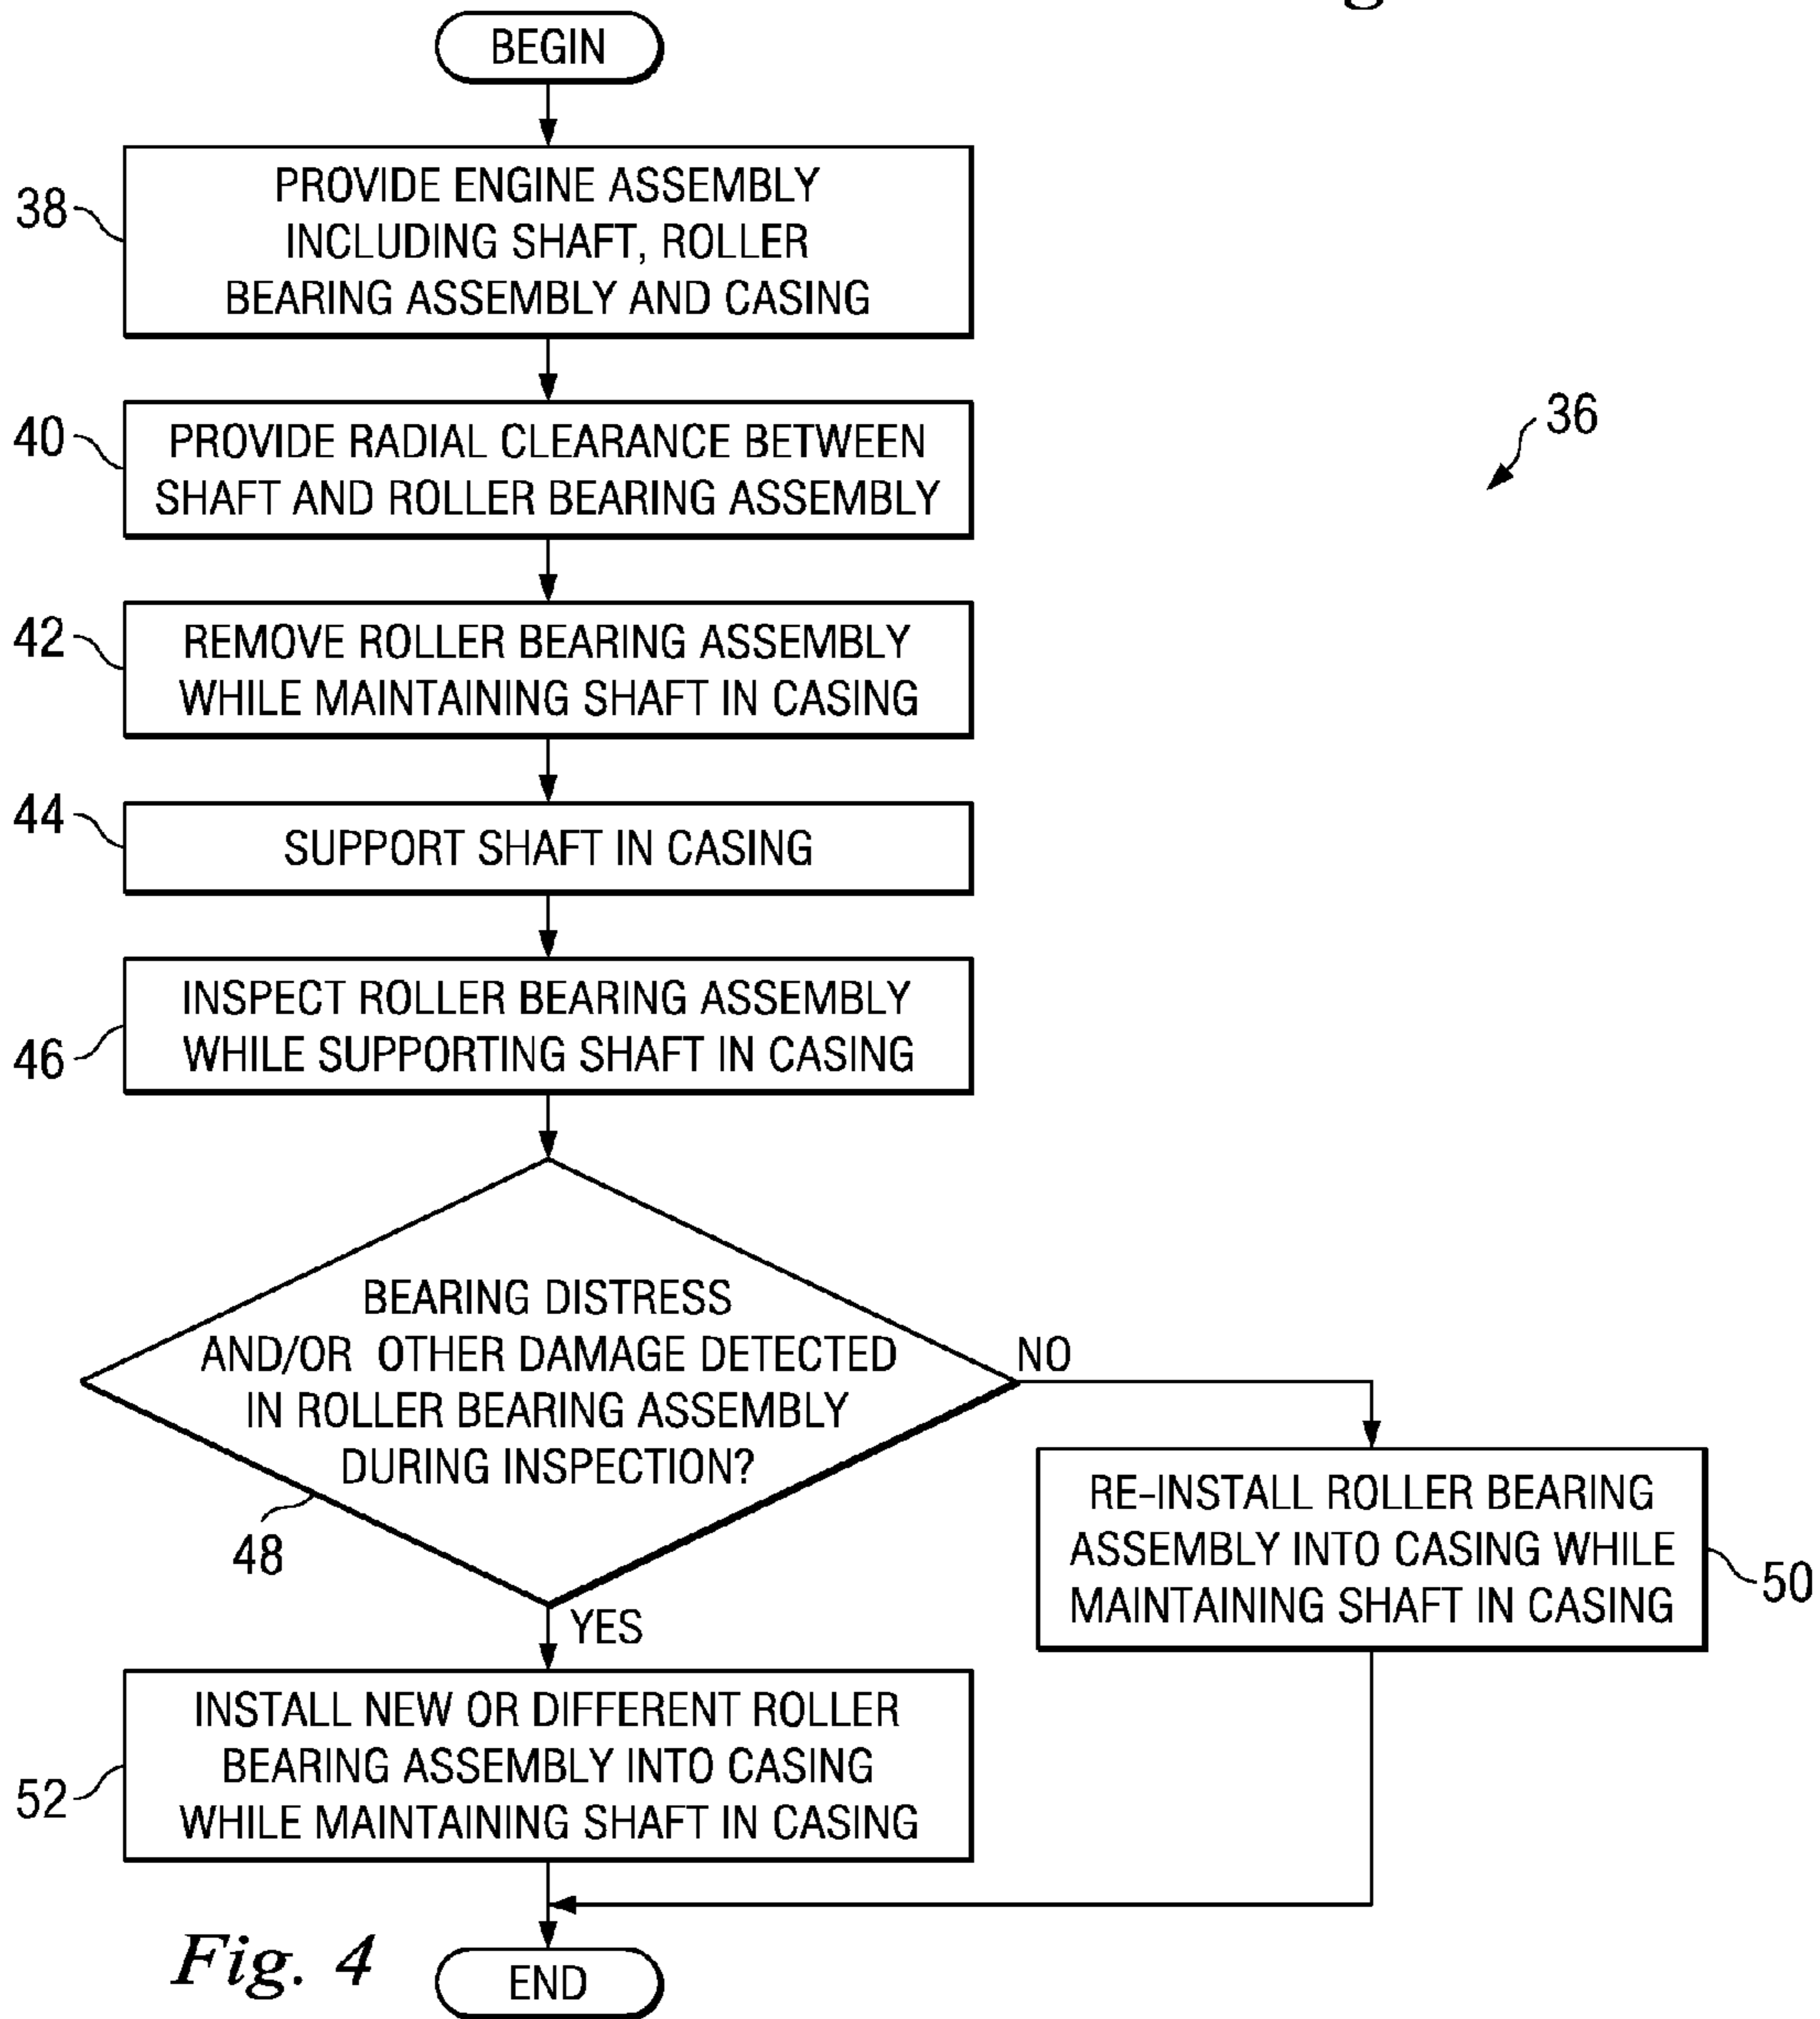 BEGIN
38
PROVIDE ENGINE ASSEMBLY
INCLUDING SHAFT, ROLLER
BEARING ASSEMBLY AND CASING
40
PROVIDE RADIAL CLEARANCE BETWEEN
SHAFT AND ROLLER BEARING ASSEMBLY
36
42
REMOVE ROLLER BEARING ASSEMBLY
WHILE MAINTAINING SHAFT IN CASING
44
SUPPORT SHAFT IN CASING
46
INSPECT ROLLER BEARING ASSEMBLY
WHILE SUPPORTING SHAFT IN CASING
BEARING DISTRESS
AND/OR OTHER DAMAGE DETECTED
IN ROLLER BEARING ASSEMBLY
DURING INSPECTION?
48
NO
RE-INSTALL ROLLER BEARING
ASSEMBLY INTO CASING WHILE
MAINTAINING SHAFT IN CASING
50
YES
52
INSTALL NEW OR DIFFERENT ROLLER
BEARING ASSEMBLY INTO CASING
WHILE MAINTAINING SHAFT IN CASING
Fig. 4
END